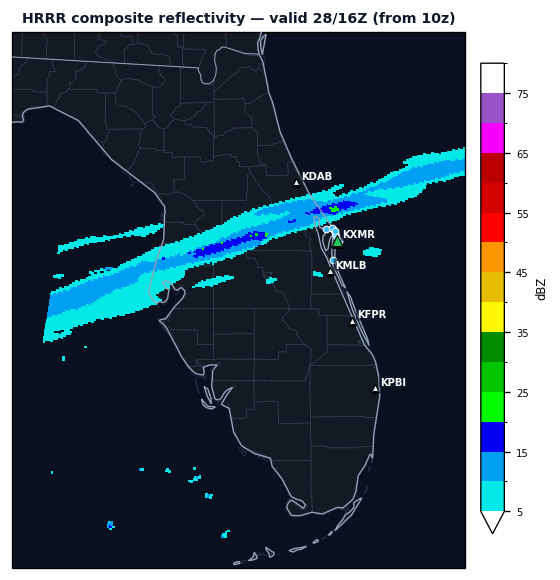 HRRR composite reflectivity — valid 28/16Z (from 10z)
KDAB
KXMR
KMLB
KFPR
KPBI
75
65
55
45
35
25
15
5
dBZ